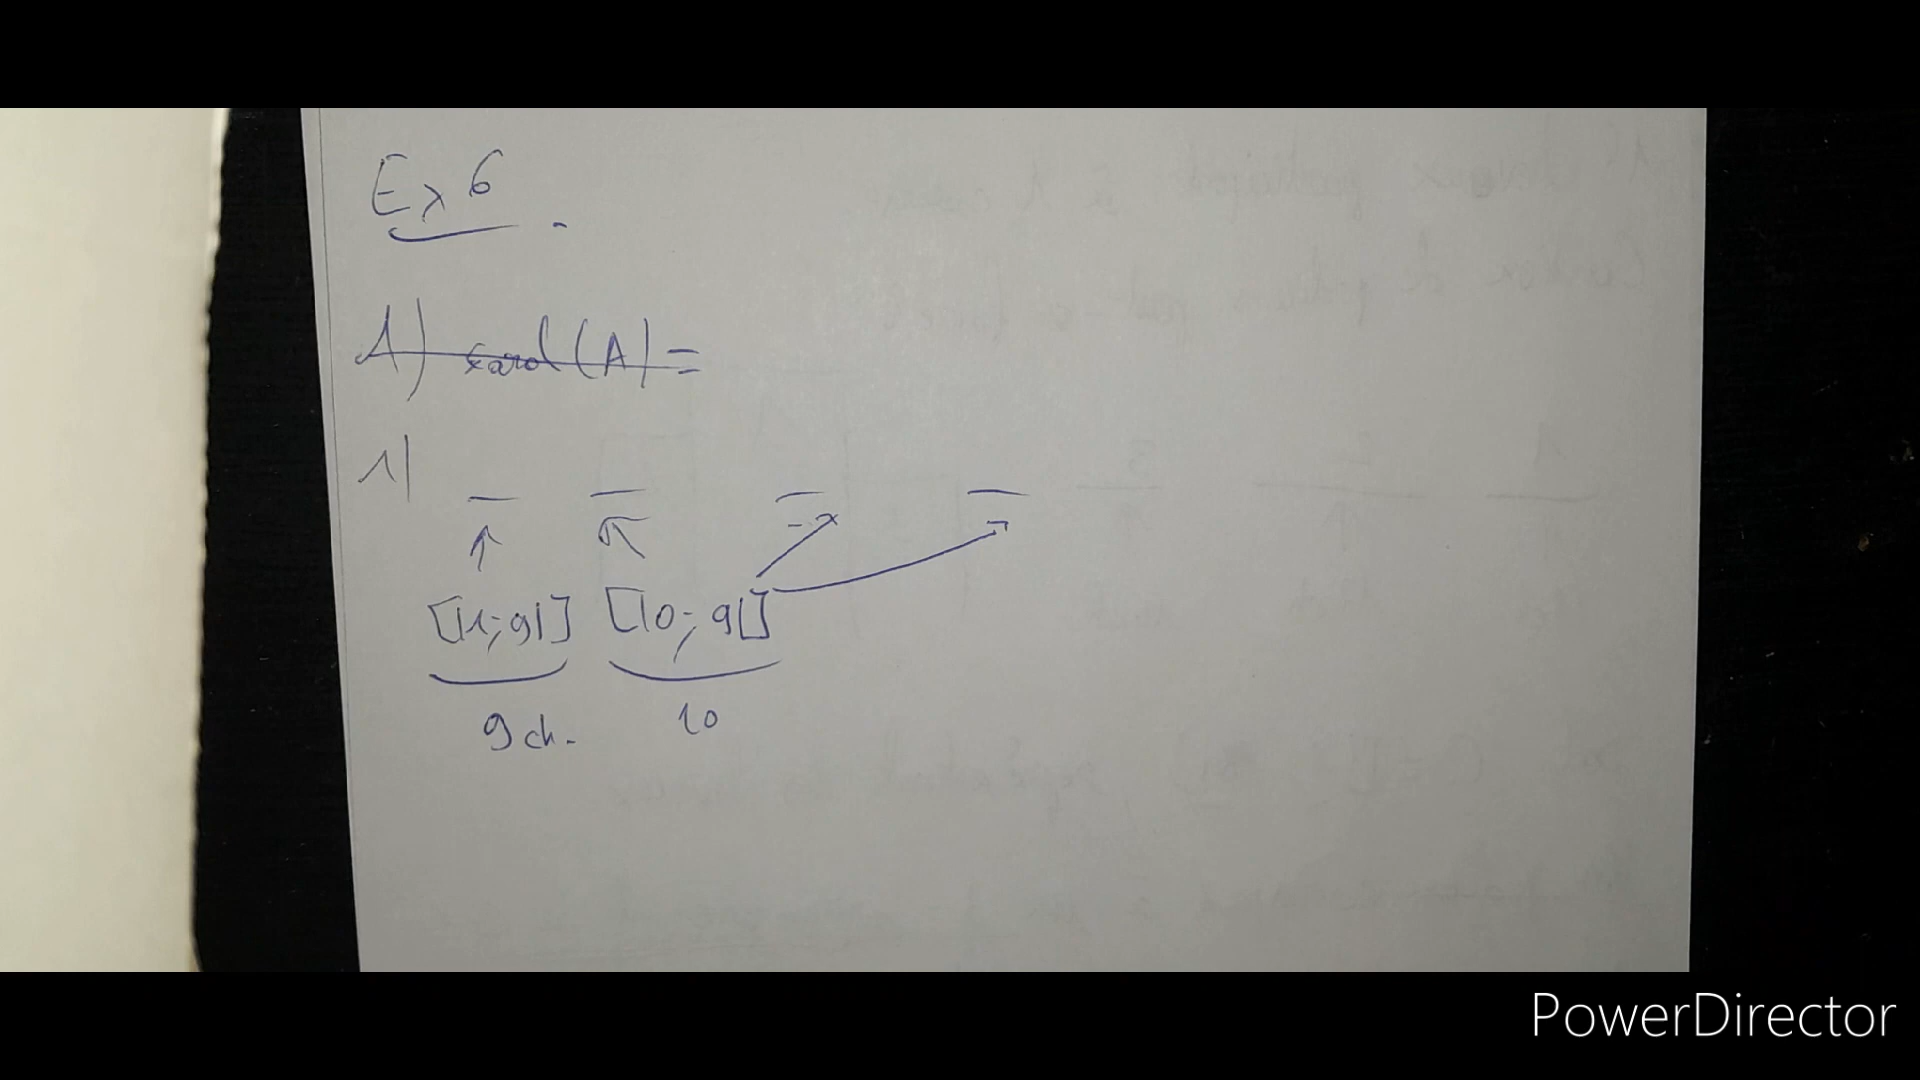 Ex 6
1) card(A) =
1)
[|1;9|] [|0;9|]
9 ch. 10
PowerDirector